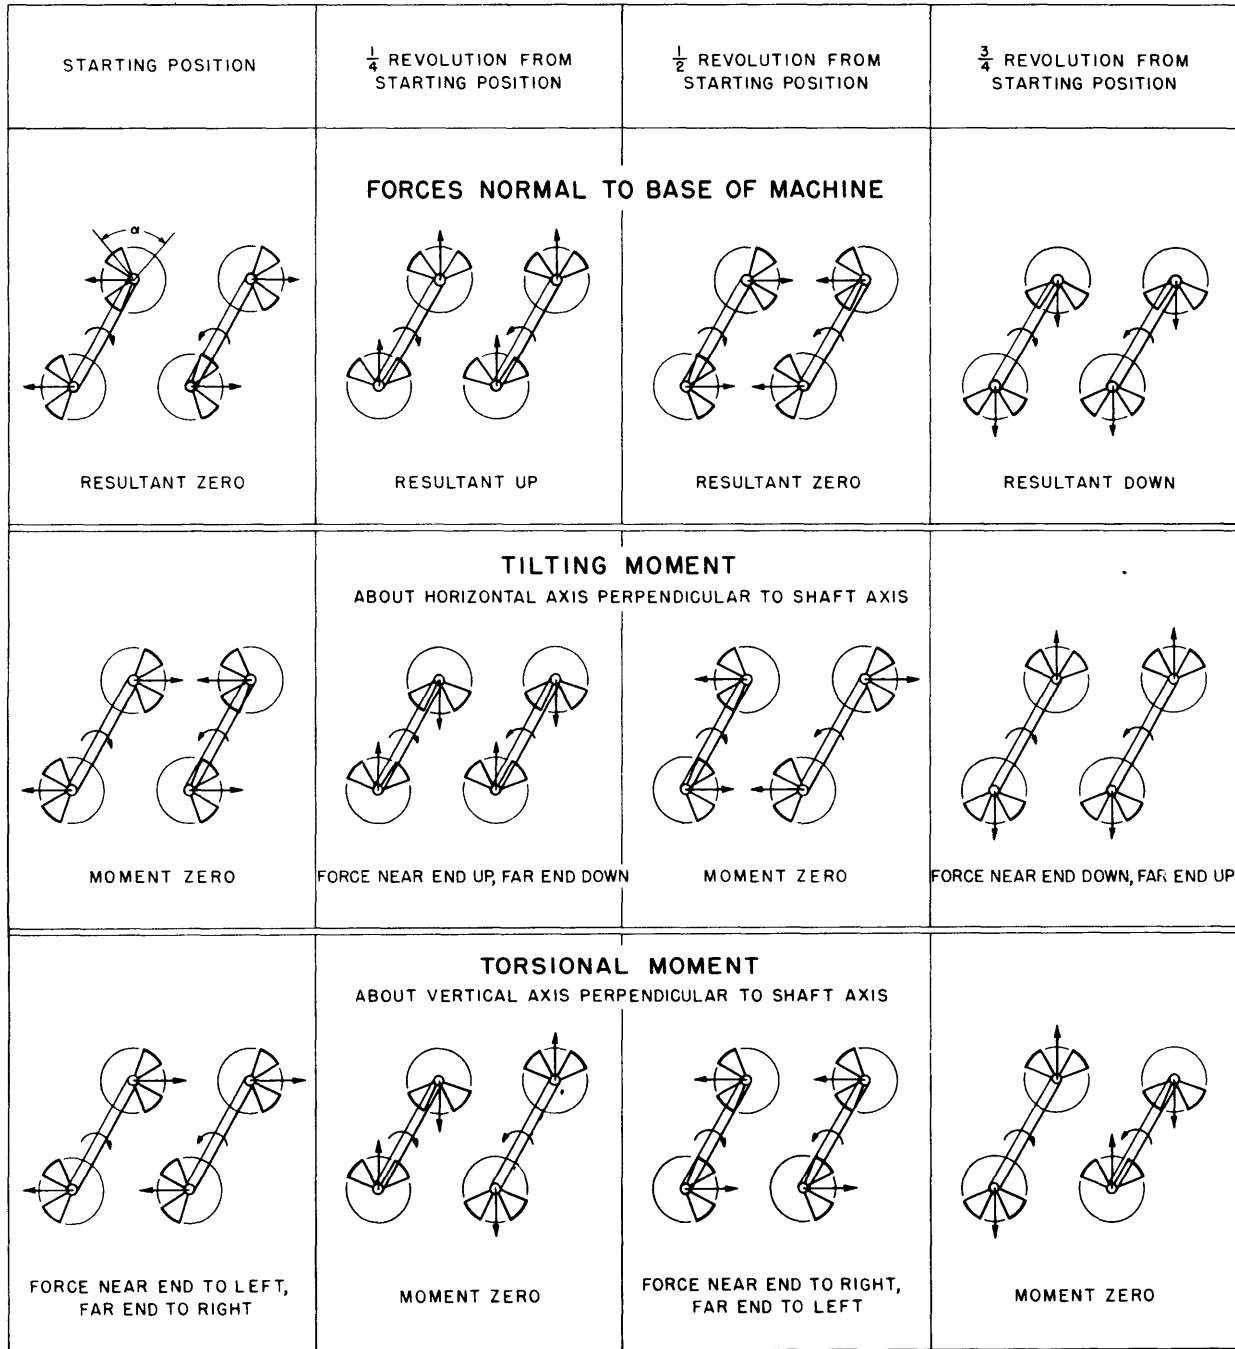 STARTING POSITION
1/4 REVOLUTION FROM
STARTING POSITION
1/2 REVOLUTION FROM
STARTING POSITION
3/4 REVOLUTION FROM
STARTING POSITION
FORCES NORMAL TO BASE OF MACHINE
α
RESULTANT ZERO
RESULTANT UP
RESULTANT ZERO
RESULTANT DOWN
TILTING MOMENT
ABOUT HORIZONTAL AXIS PERPENDICULAR TO SHAFT AXIS
MOMENT ZERO
FORCE NEAR END UP, FAR END DOWN
MOMENT ZERO
FORCE NEAR END DOWN, FAR END UP
TORSIONAL MOMENT
ABOUT VERTICAL AXIS PERPENDICULAR TO SHAFT AXIS
FORCE NEAR END TO LEFT,
FAR END TO RIGHT
MOMENT ZERO
FORCE NEAR END TO RIGHT,
FAR END TO LEFT
MOMENT ZERO